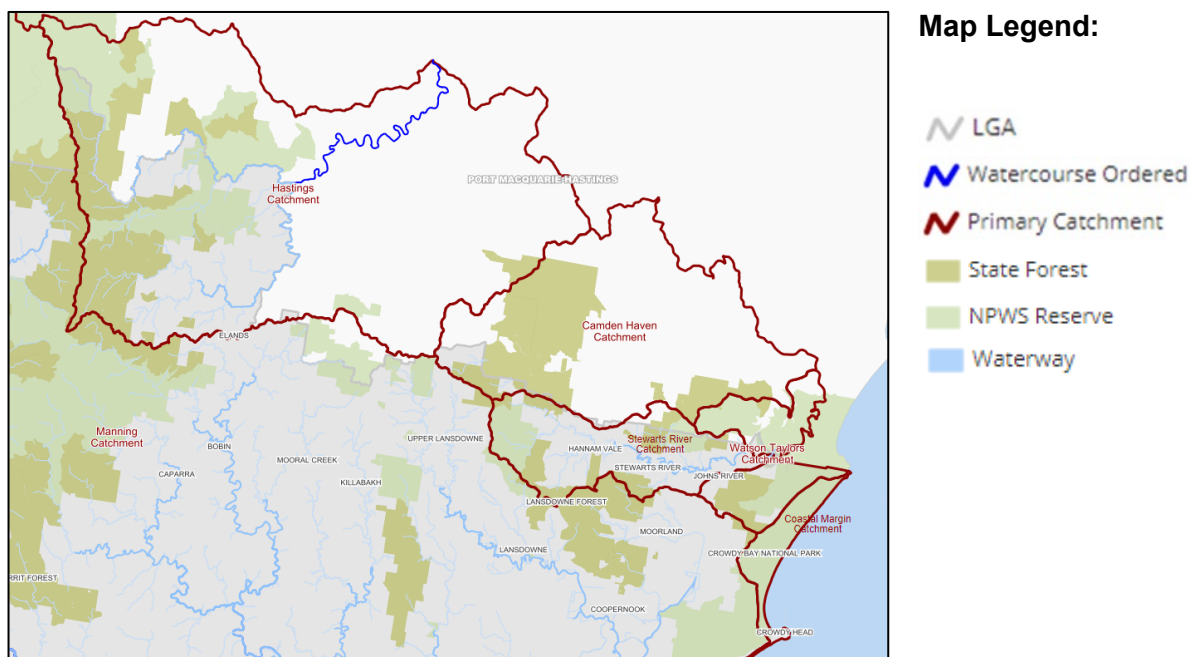 Map Legend:
LGA
Watercourse Ordered
Primary Catchment
State Forest
NPWS Reserve
Waterway
PORT MACQUARIE-HASTINGS
Hastings
Catchment
Camden Haven
Catchment
ELANDS
Manning
Catchment
BOBIN
UPPER LANSDOWNE
Stewarts River
Catchment
HANNAM VALE
Watson Taylors
Catchment
MOORAL CREEK
CAPARRA
KILLABAKH
STEWARTS RIVER
JOHNS RIVER
LANSDOWNE FOREST
Coastal Margin
Catchment
MOORLAND
LANSDOWNE
CROWDY BAY NATIONAL PARK
RRIT FOREST
COOPERNOOK
CROWDY HEAD